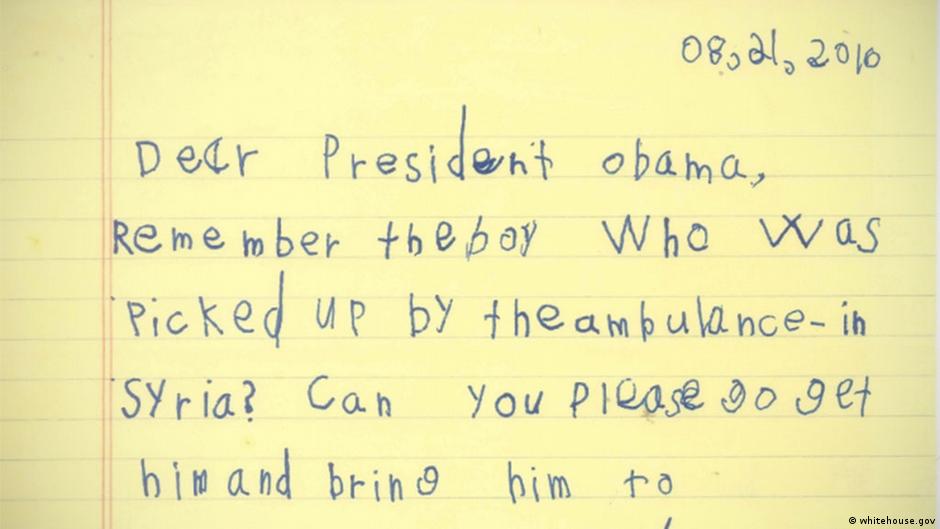 08,21,2010
Dear President obama,
Remember the boy Who Was
picked up by the ambulance-in
Syria? Can you please go get
him and bring him to
© whitehouse.gov